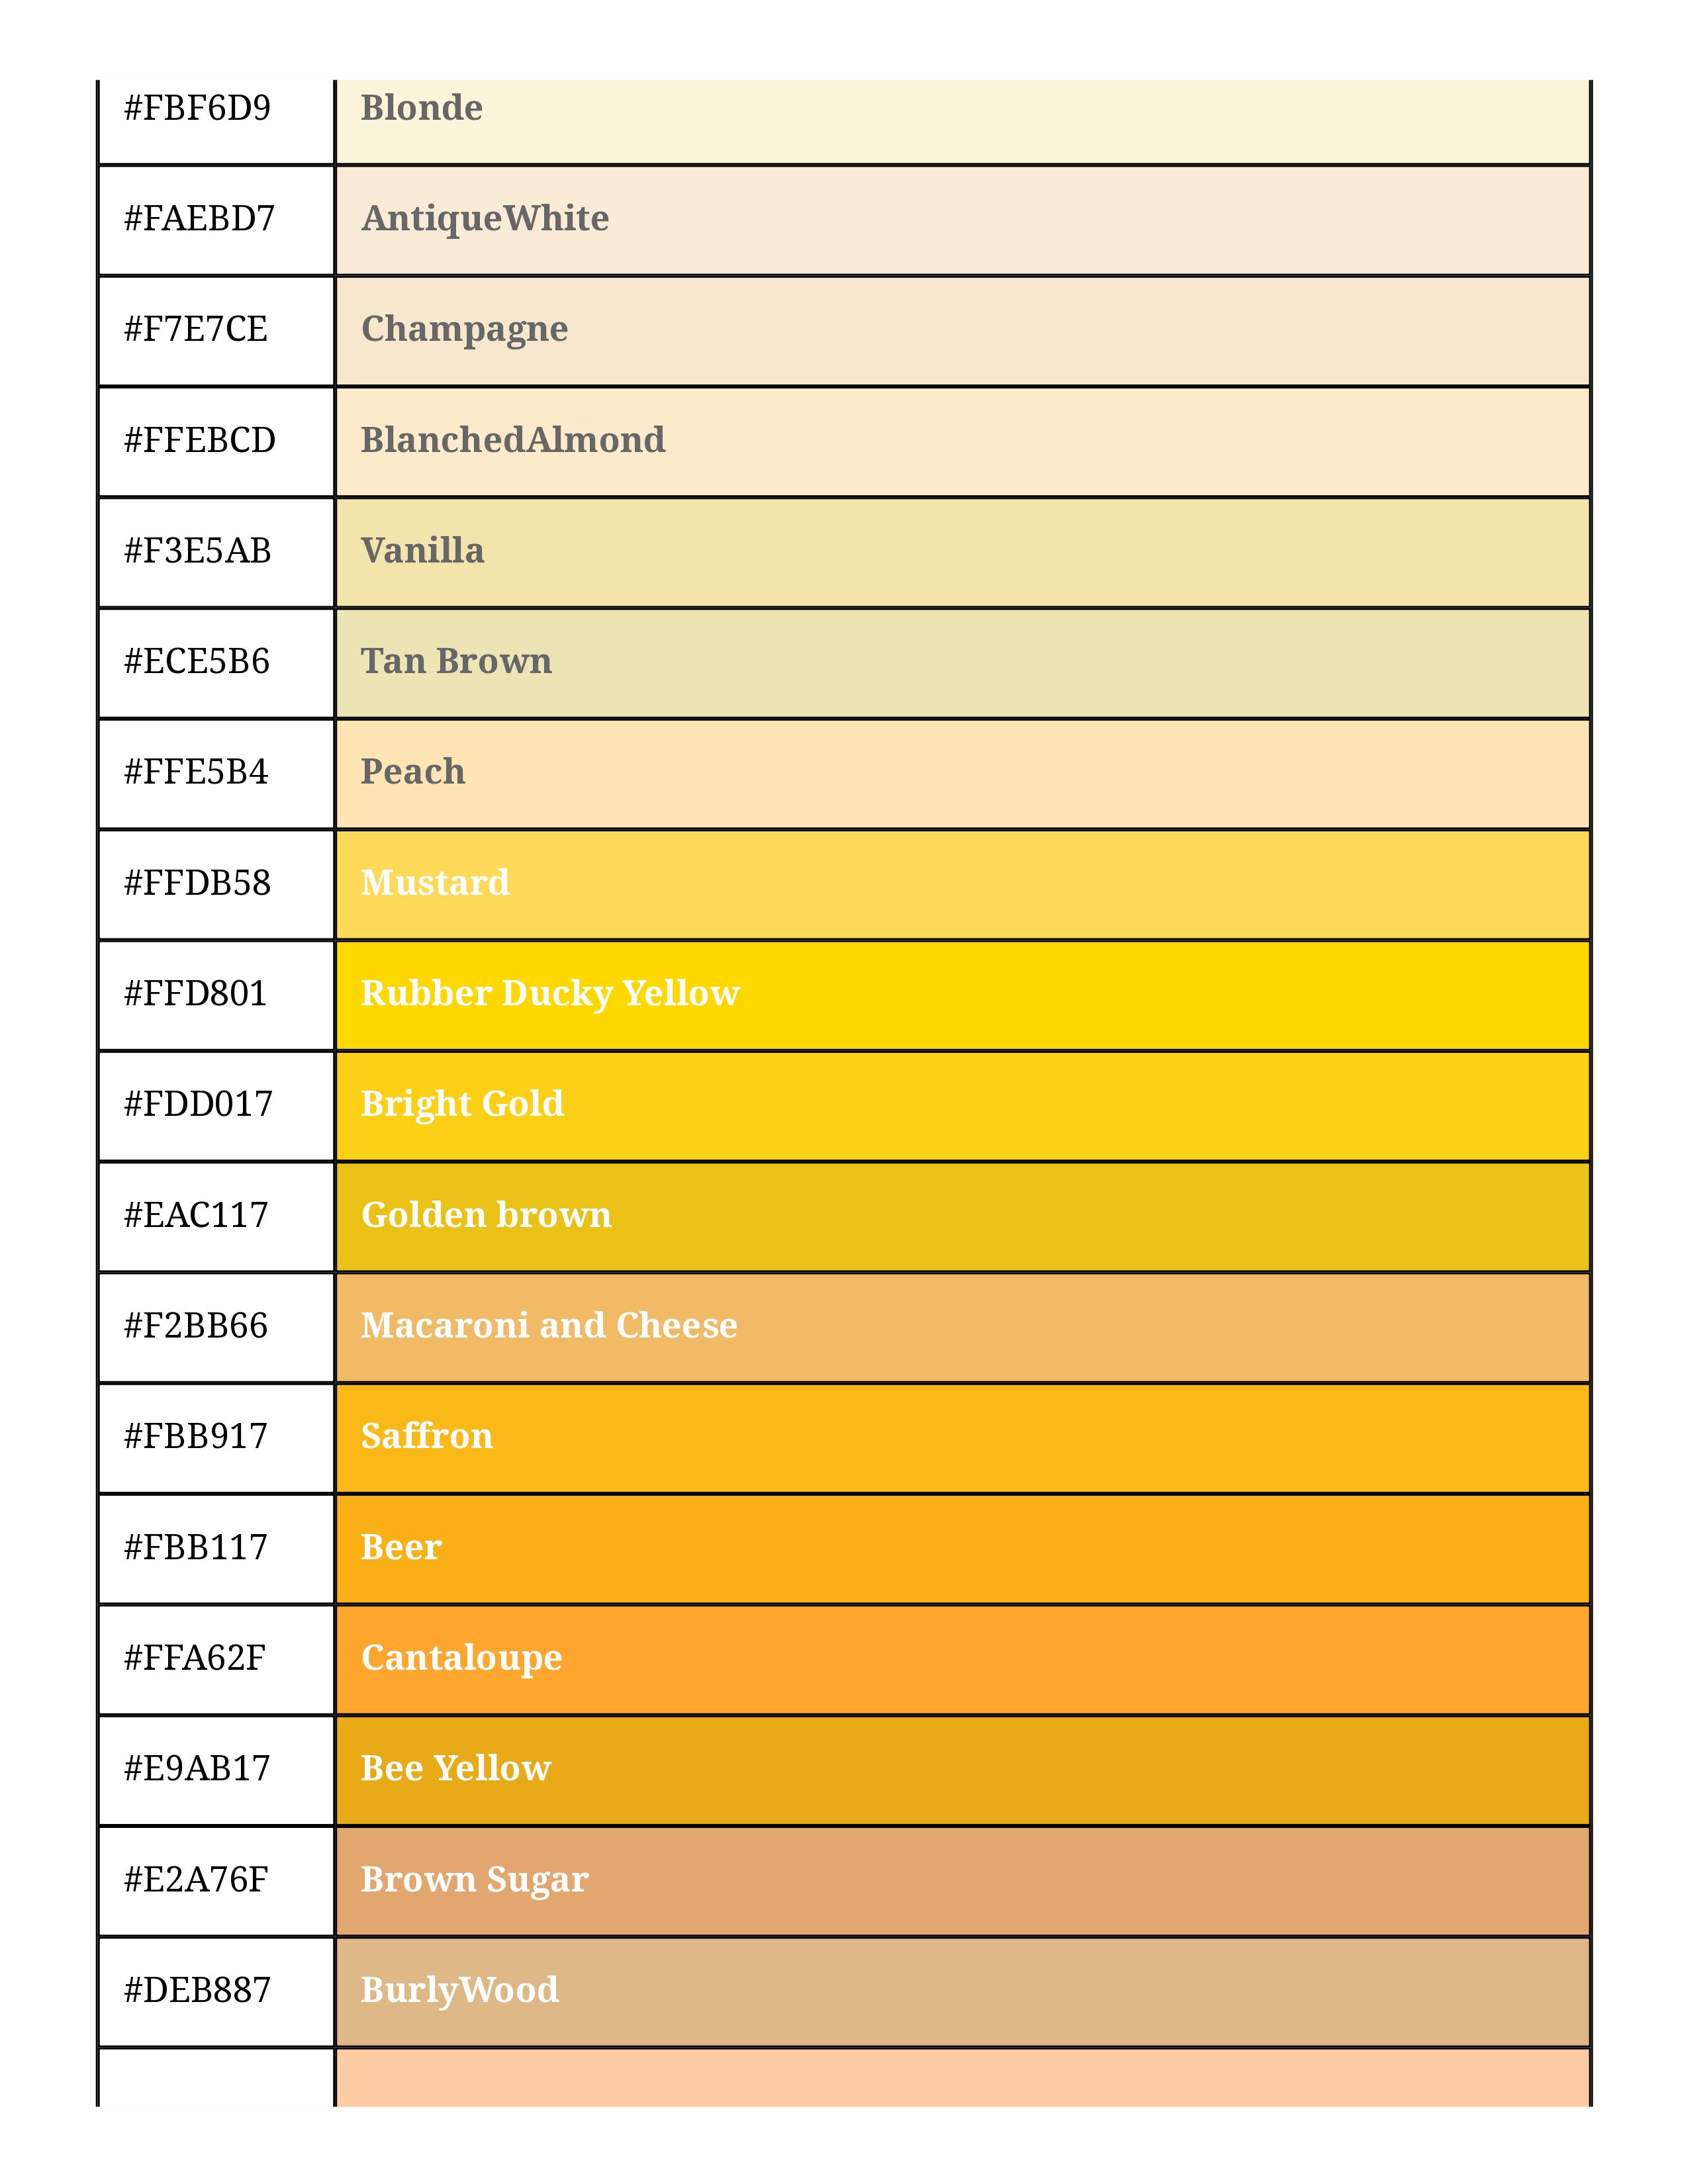 #FBF6D9 Blonde
#FAEBD7 AntiqueWhite
#F7E7CE Champagne
#FFEBCD BlanchedAlmond
#F3E5AB Vanilla
#ECE5B6 Tan Brown
#FFE5B4 Peach
#FFDB58 Mustard
#FFD801 Rubber Ducky Yellow
#FDD017 Bright Gold
#EAC117 Golden brown
#F2BB66 Macaroni and Cheese
#FBB917 Saffron
#FBB117 Beer
#FFA62F Cantaloupe
#E9AB17 Bee Yellow
#E2A76F Brown Sugar
#DEB887 BurlyWood